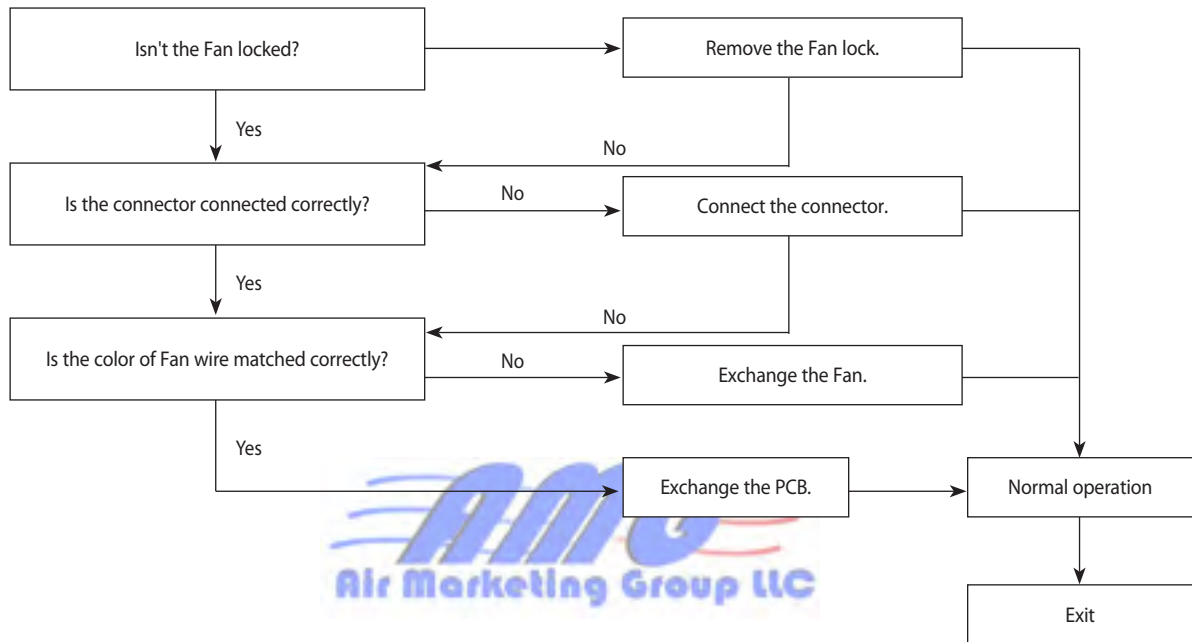 Isn't the Fan locked?
Remove the Fan lock.
Yes
No
Is the connector connected correctly?
No
Connect the connector.
Yes
No
Is the color of Fan wire matched correctly?
No
Exchange the Fan.
Yes
Exchange the PCB.
Normal operation
AMG
Air Marketing Group LLC
Exit